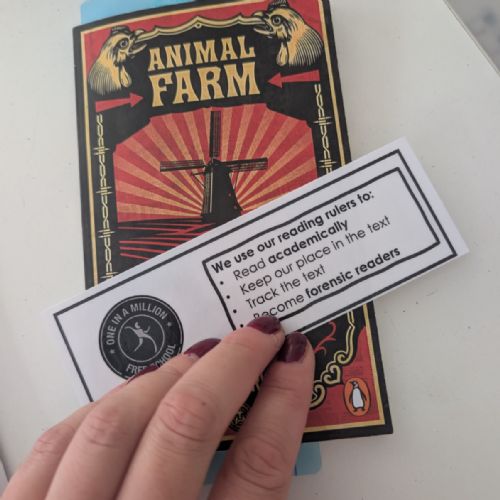 ANIMAL
FARM
We use our reading rulers to:
• Read academically
• Keep our place in the text
• Track the text
• Become forensic readers
ONE IN A MILLION
FREE SCHOOL